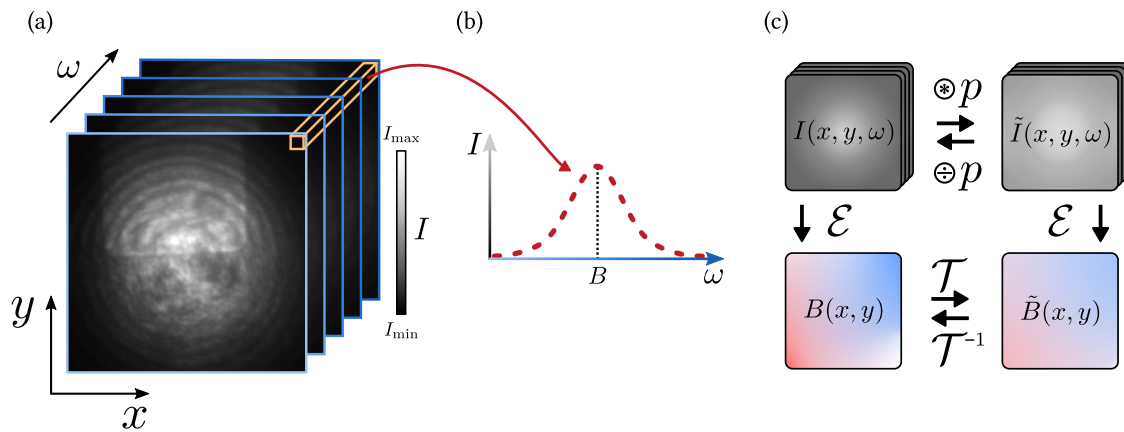 (a)
ω
I_max
I
I_min
y
x
(b)
I
B
ω
(c)
I(x, y, ω)
⊛p
⊕p
Ĩ(x, y, ω)
ℰ
ℰ
B(x, y)
𝒯
𝒯⁻¹
B̃(x, y)